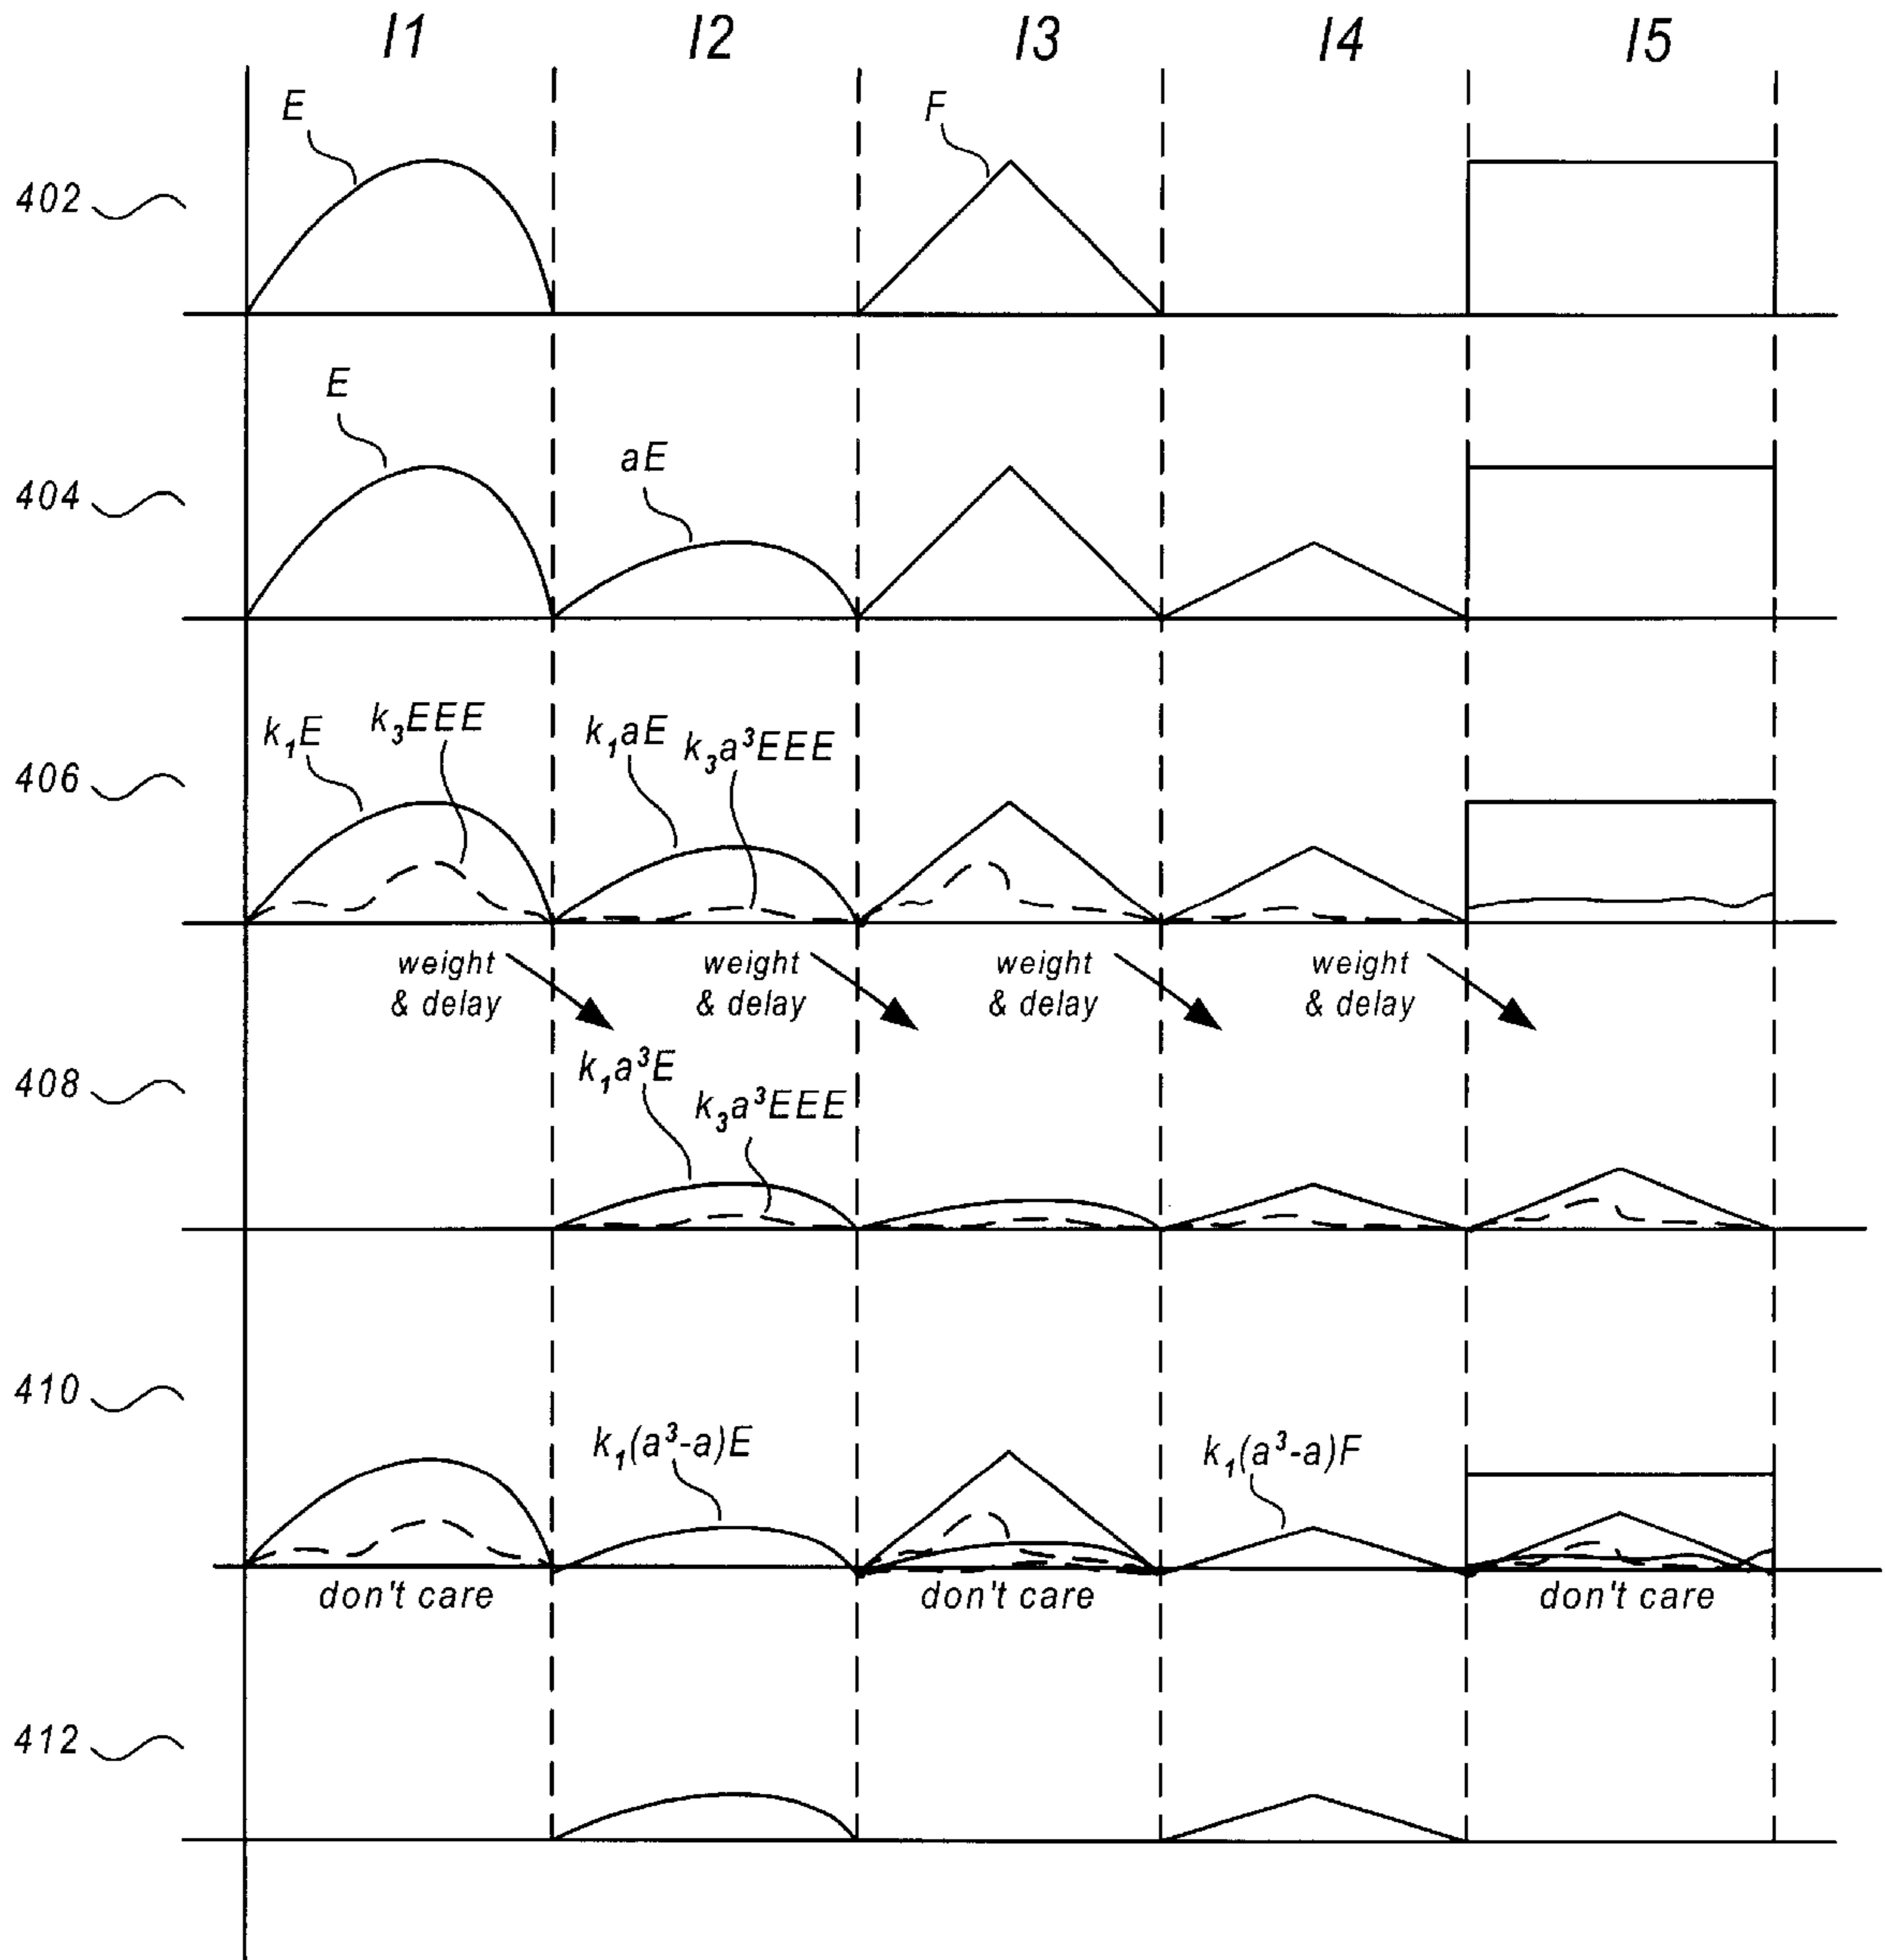 I1 I2 I3 I4 I5
E F
402
E
aE
404
k₁E k₃EEE k₁aE k₃a³EEE
406
weight & delay
weight & delay
weight & delay
weight & delay
k₁a³E
408
k₃a³EEE
410
k₁(a³-a)E k₁(a³-a)F
don't care don't care don't care
412